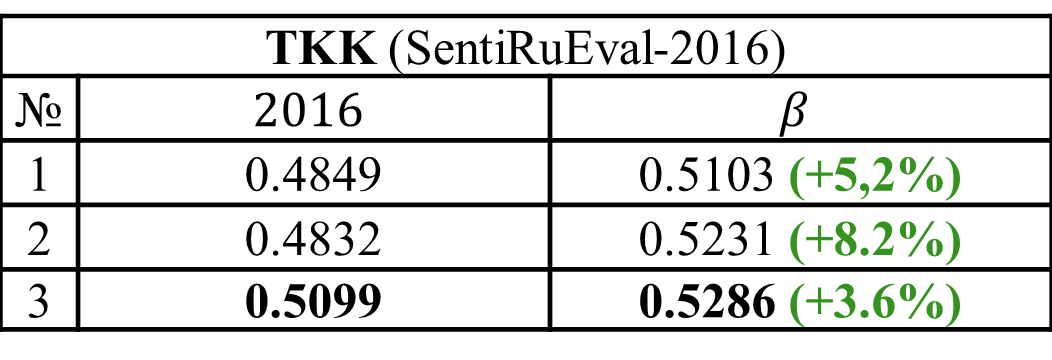 TKK (SentiRuEval-2016)
№ 2016 β
1 0.4849 0.5103 (+5,2%)
2 0.4832 0.5231 (+8.2%)
3 0.5099 0.5286 (+3.6%)